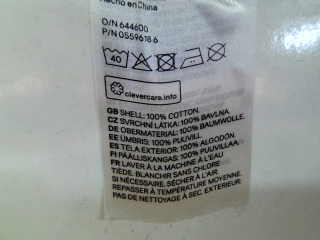 Hecho en China
O/N 644600
P/N 0559618 6
40
clevercare.info
GB SHELL: 100% COTTON.
CZ SVRCHNÍ LÁTKA: 100% BAVLNA.
DE OBERMATERIAL: 100% BAUMWOLLE.
EE ÜMBRIS: 100% PUUVILL.
ES TELA EXTERIOR: 100% ALGODÓN.
FI PÄÄLLISKANGAS: 100% PUUVILLAA.
FR LAVER À LA MACHINE À L'EAU
TIÈDE. BLANCHIR SANS CHLORE
SI NÉCESSAIRE. SÉCHER À L'AIR.
REPASSER À TEMPÉRATURE MOYENNE.
PAS DE NETTOYAGE À SEC. EXTERIEUR: